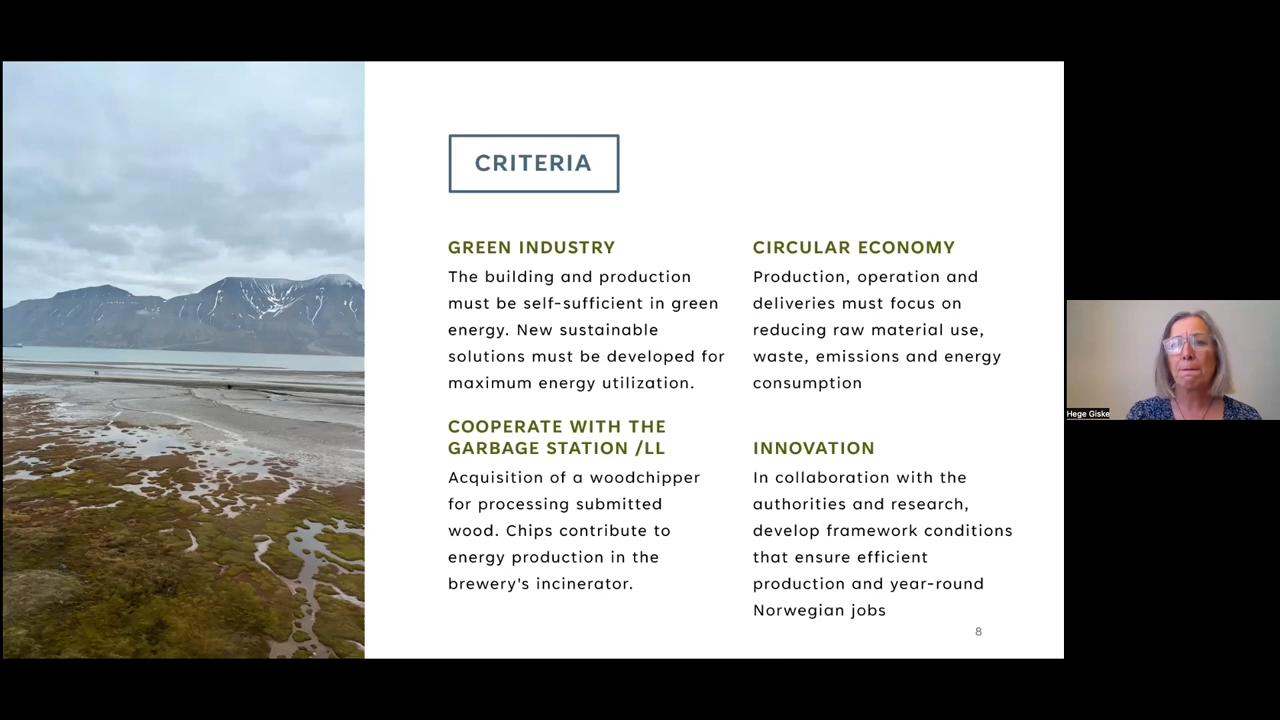 CRITERIA
GREEN INDUSTRY
The building and production
must be self-sufficient in green
energy. New sustainable
solutions must be developed for
maximum energy utilization.
CIRCULAR ECONOMY
Production, operation and
deliveries must focus on
reducing raw material use,
waste, emissions and energy
consumption
COOPERATE WITH THE
GARBAGE STATION /LL
Acquisition of a woodchipper
for processing submitted
wood. Chips contribute to
energy production in the
brewery's incinerator.
INNOVATION
In collaboration with the
authorities and research,
develop framework conditions
that ensure efficient
production and year-round
Norwegian jobs
8
Hege Giske